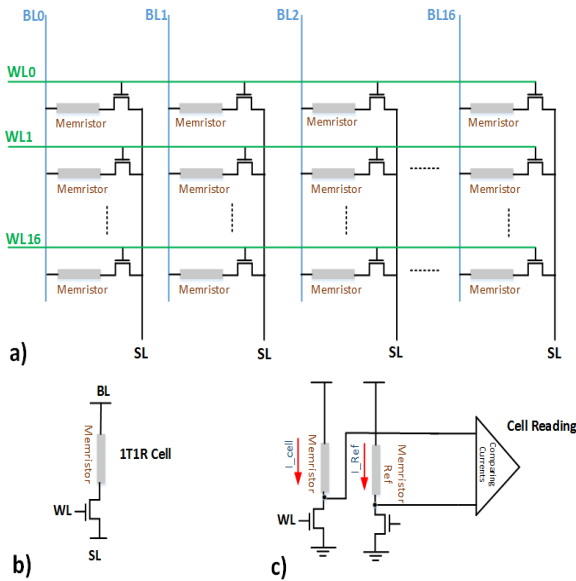 BL0 BL1 BL2 BL16
WL0
Memristor Memristor Memristor Memristor
WL1
Memristor Memristor Memristor Memristor
WL16
Memristor Memristor Memristor Memristor
SL SL SL SL
a)
BL
Memristor
1T1R Cell
WL
SL
b)
I_cell
Memristor
I_Ref
Memristor
Ref
Comparing
Currents
Cell Reading
WL
c)